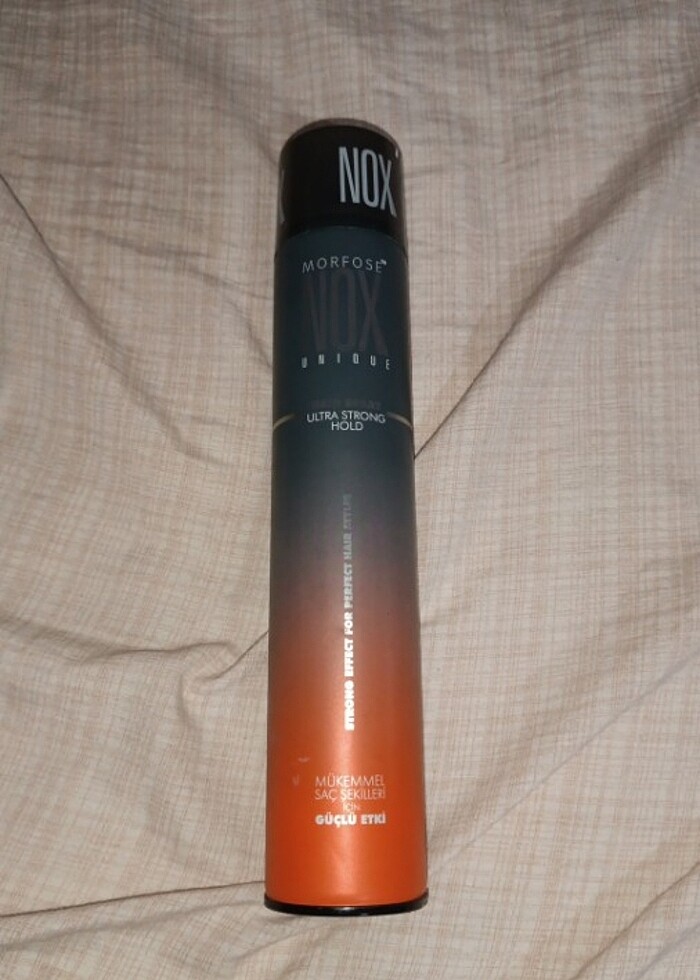 NOX
MORFOSE™
NOX
UNIQUE
ULTRA STRONG
HOLD
STRONG EFFECT FOR PERFECT HAIR STYLES
MÜKEMMEL
SAÇ ŞEKİLLERİ
İÇİN
GÜÇLÜ ETKİ